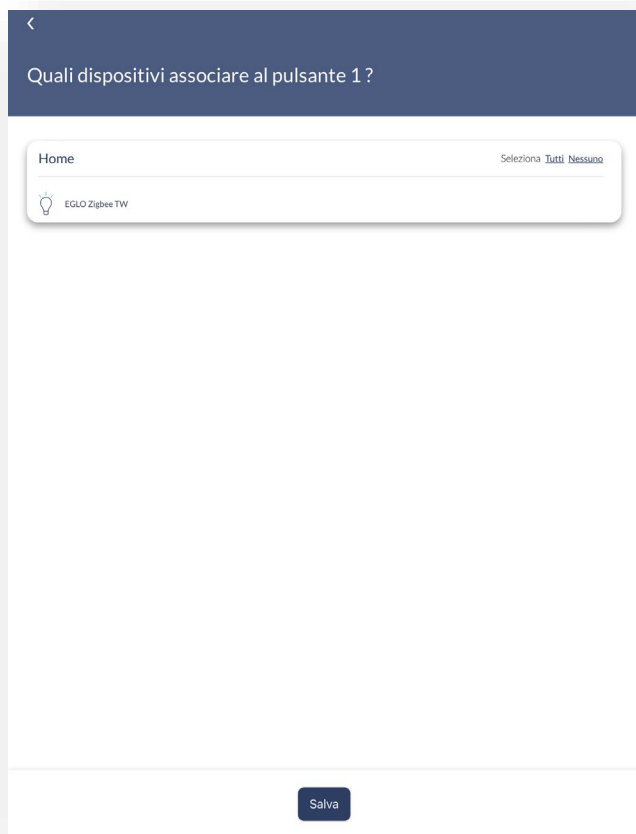 Quali dispositivi associare al pulsante 1 ?
Home
Seleziona Tutti Nessuno
EGLO Zigbee TW
Salva